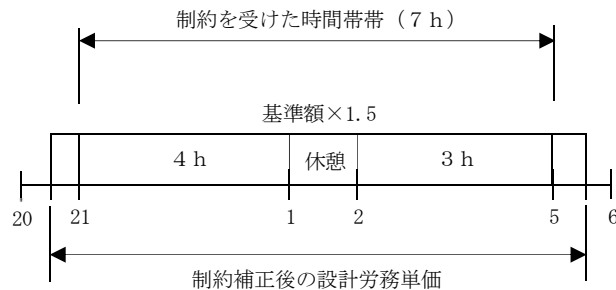 制約を受けた時間帯帯（７ｈ）
基準額×1.5
４ｈ 休憩 ３ｈ
20 21 1 2 5 6
制約補正後の設計労務単価